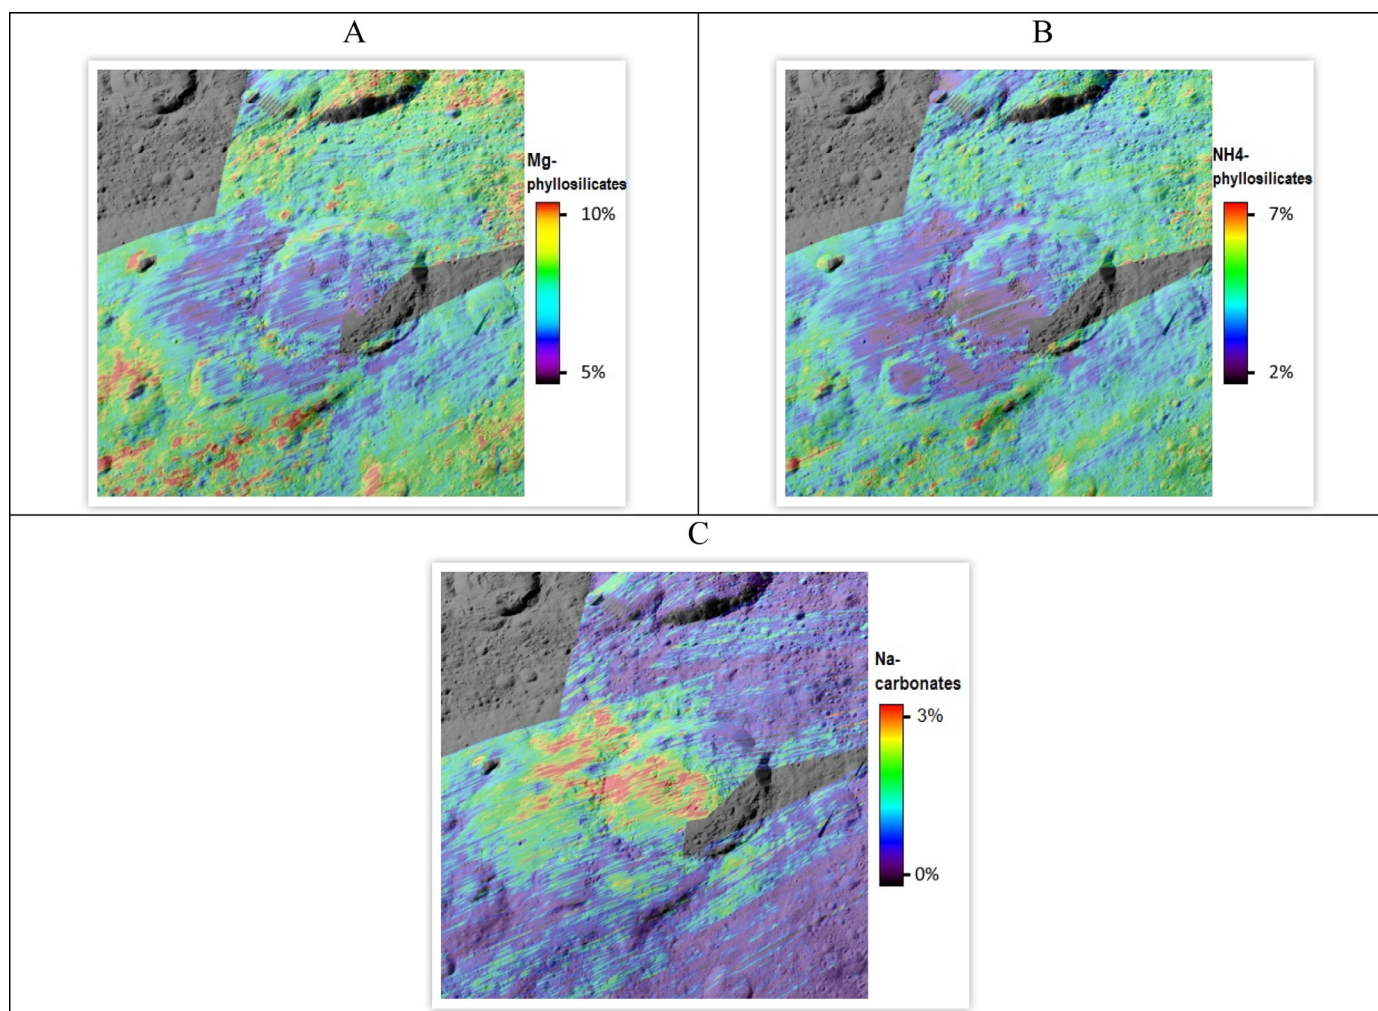 A
Mg-
phyllosilicates
10%
5%
B
NH4-
phyllosilicates
7%
2%
C
Na-
carbonates
3%
0%